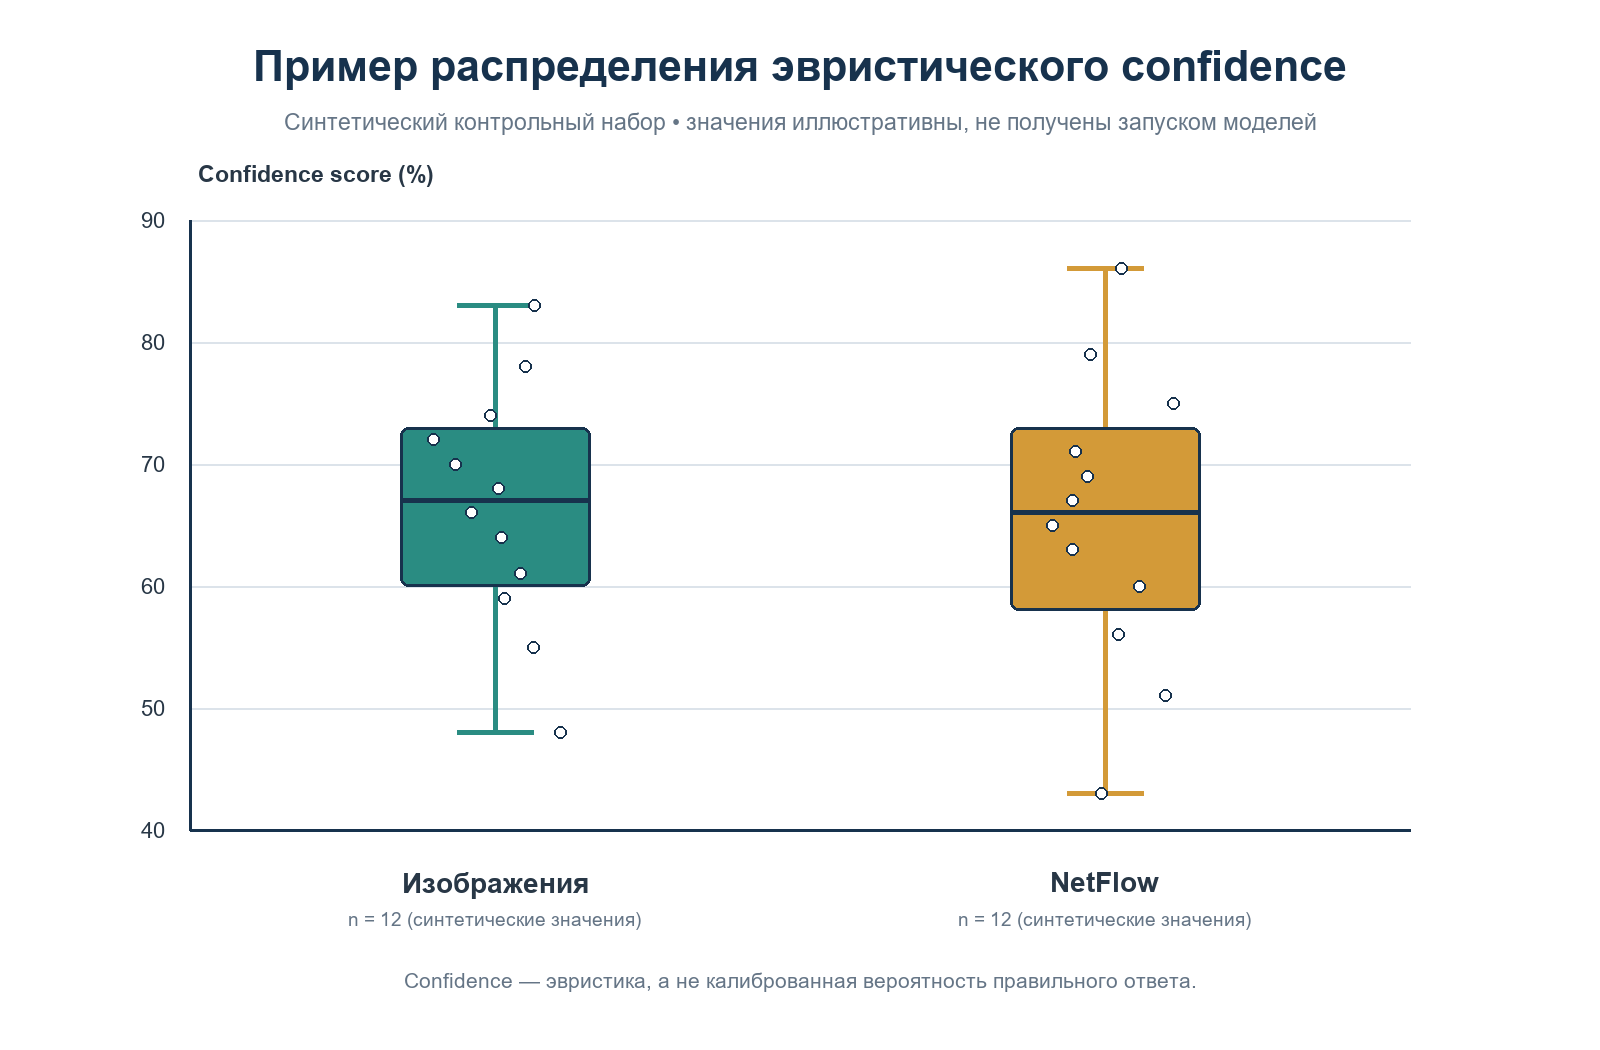 Пример распределения эвристического confidence
Синтетический контрольный набор • значения иллюстративны, не получены запуском моделей
Confidence score (%)
90
80
70
60
50
40
Изображения
NetFlow
n = 12 (синтетические значения)
n = 12 (синтетические значения)
Confidence — эвристика, а не калиброванная вероятность правильного ответа.